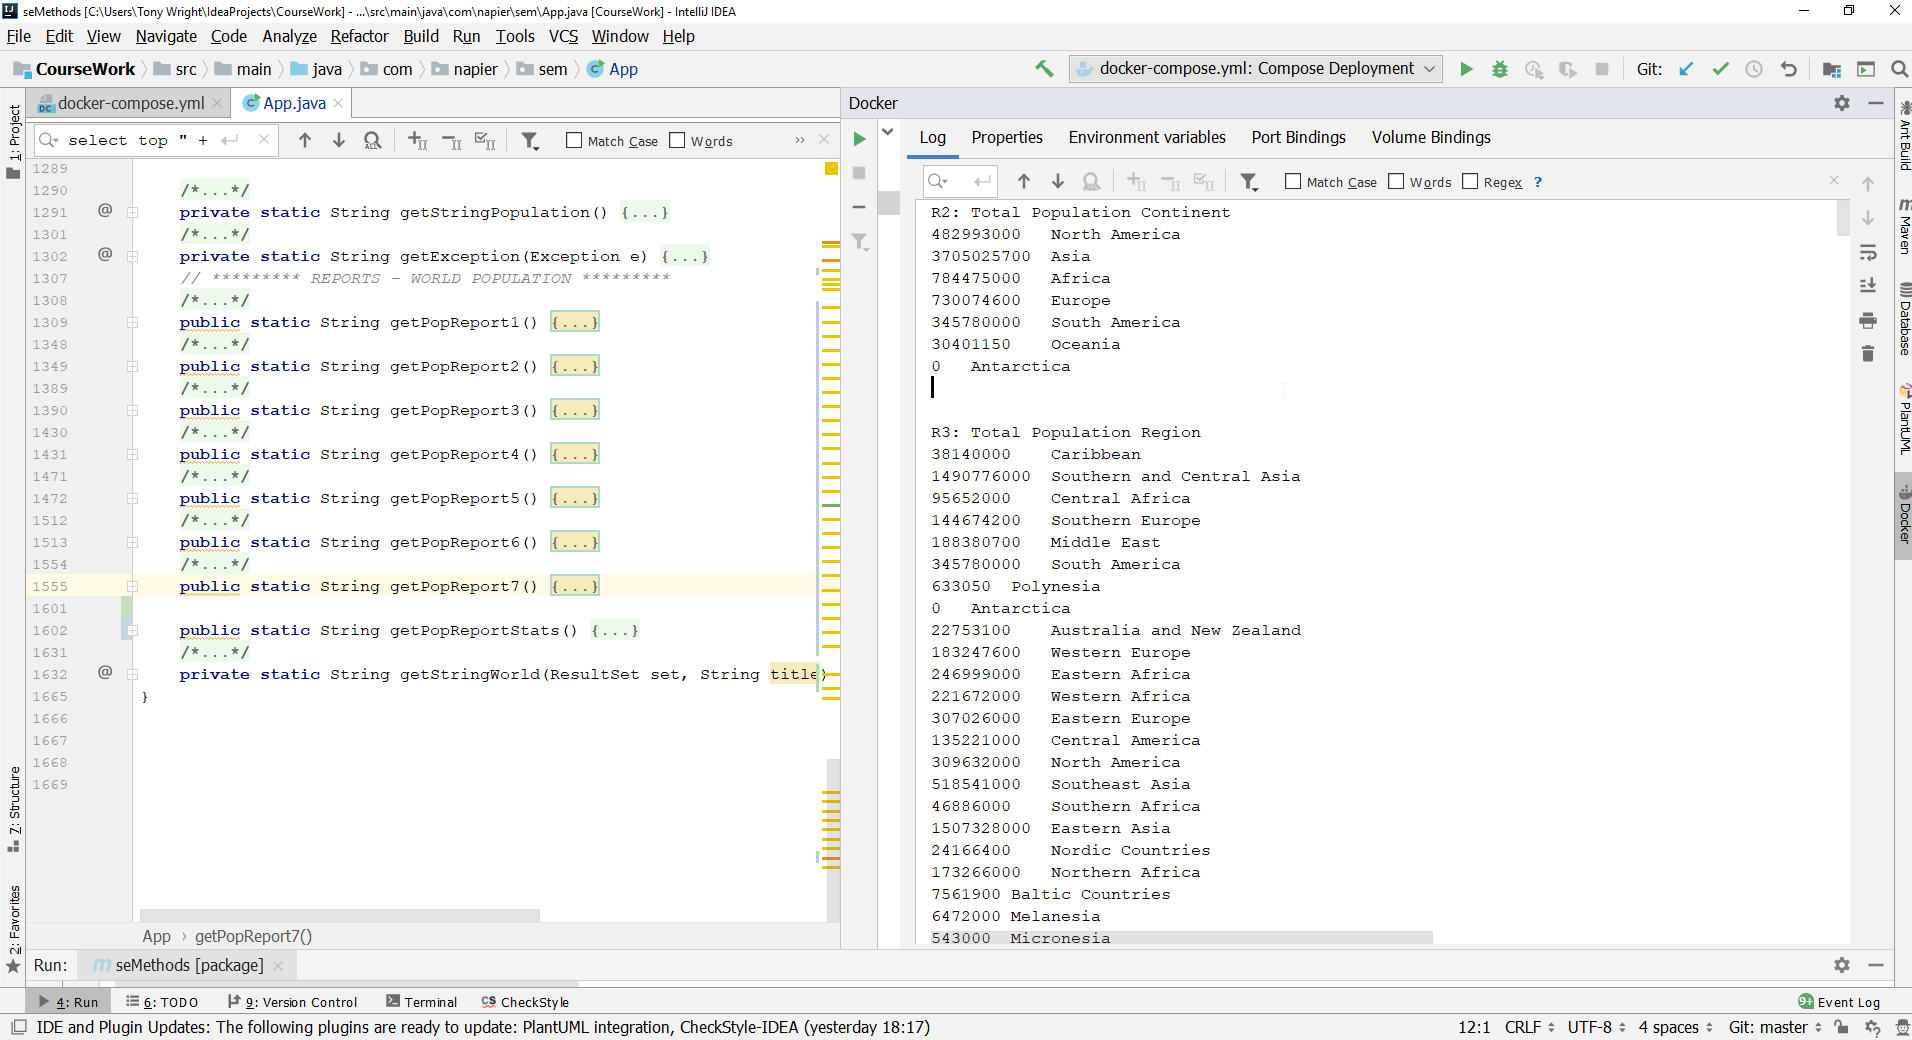 seMethods [C:\Users\Tony Wright\IdeaProjects\CourseWork] - ...\src\main\java\com\napier\sem\App.java [CourseWork] - IntelliJ IDEA
File Edit View Navigate Code Analyze Refactor Build Run Tools VCS Window Help
CourseWork src main java com napier sem App
docker-compose.yml: Compose Deployment
Git:
1: Project
7: Structure
2: Favorites
docker-compose.yml
App.java
select top " +
Match Case Words
1289
1290 /*...*/
1291 @ private static String getStringPopulation() {...}
1301 /*...*/
1302 @ private static String getException(Exception e) {...}
1307 // ********* REPORTS - WORLD POPULATION *********
1308 /*...*/
1309 public static String getPopReport1() {...}
1348 /*...*/
1349 public static String getPopReport2() {...}
1389 /*...*/
1390 public static String getPopReport3() {...}
1430 /*...*/
1431 public static String getPopReport4() {...}
1471 /*...*/
1472 public static String getPopReport5() {...}
1512 /*...*/
1513 public static String getPopReport6() {...}
1554 /*...*/
1555 public static String getPopReport7() {...}
1601
1602 public static String getPopReportStats() {...}
1631 /*...*/
1632 @ private static String getStringWorld(ResultSet set, String title)
1665 }
1666
1667
1668
1669
App › getPopReport7()
Docker
Log Properties Environment variables Port Bindings Volume Bindings
Match Case Words Regex ?
R2: Total Population Continent
482993000 North America
3705025700 Asia
784475000 Africa
730074600 Europe
345780000 South America
30401150 Oceania
0 Antarctica
R3: Total Population Region
38140000 Caribbean
1490776000 Southern and Central Asia
95652000 Central Africa
144674200 Southern Europe
188380700 Middle East
345780000 South America
633050 Polynesia
0 Antarctica
22753100 Australia and New Zealand
183247600 Western Europe
246999000 Eastern Africa
221672000 Western Africa
307026000 Eastern Europe
135221000 Central America
309632000 North America
518541000 Southeast Asia
46886000 Southern Africa
1507328000 Eastern Asia
24166400 Nordic Countries
173266000 Northern Africa
7561900 Baltic Countries
6472000 Melanesia
543000 Micronesia
Ant Build
Maven
Database
PlantUML
Docker
Run: seMethods [package]
4: Run 6: TODO 9: Version Control Terminal CheckStyle
9+ Event Log
IDE and Plugin Updates: The following plugins are ready to update: PlantUML integration, CheckStyle-IDEA (yesterday 18:17)
12:1 CRLF UTF-8 4 spaces Git: master